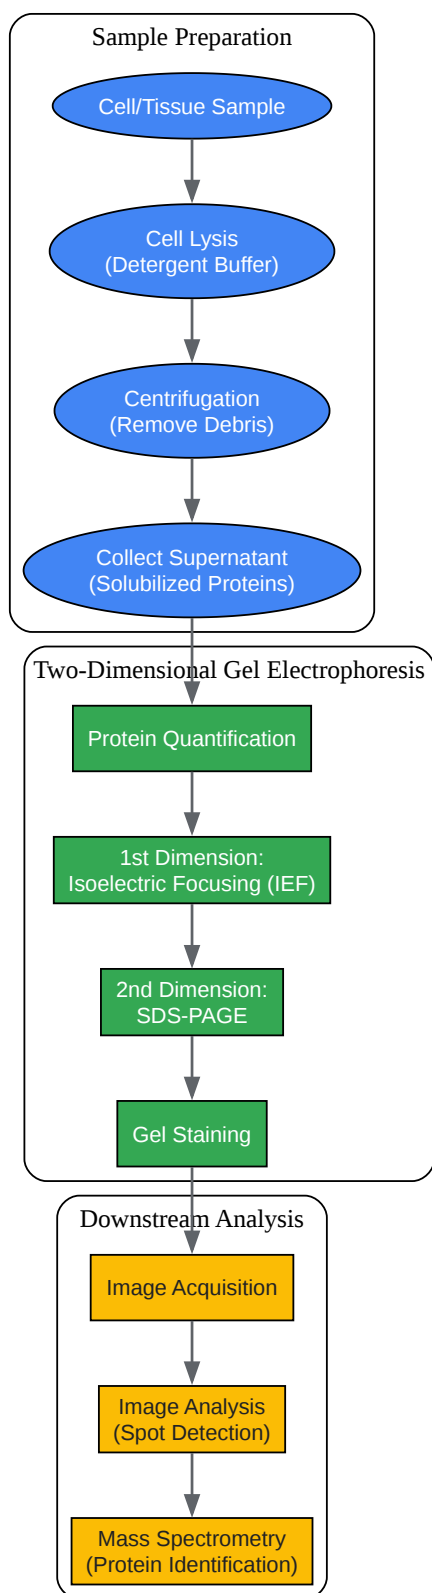 Sample Preparation
Cell/Tissue Sample
Cell Lysis
(Detergent Buffer)
Centrifugation
(Remove Debris)
Collect Supernatant
(Solubilized Proteins)
Two-Dimensional Gel Electrophoresis
Protein Quantification
1st Dimension:
Isoelectric Focusing (IEF)
2nd Dimension:
SDS-PAGE
Gel Staining
Downstream Analysis
Image Acquisition
Image Analysis
(Spot Detection)
Mass Spectrometry
(Protein Identification)